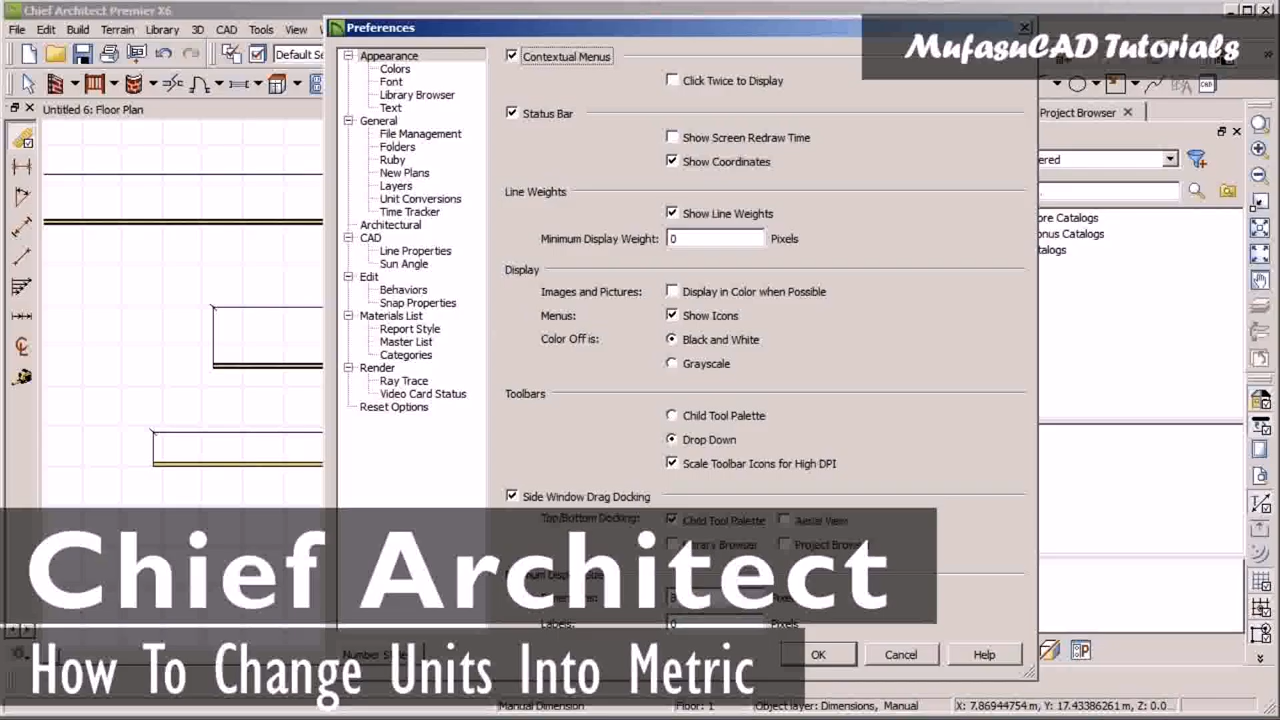 Chief Architect Premier X6
File Edit Build Terrain Library 3D CAD Tools View
Default Se
Untitled 6: Floor Plan
Preferences
MufasuCAD Tutorials
Appearance
Colors
Font
Library Browser
Text
General
File Management
Folders
Ruby
New Plans
Layers
Unit Conversions
Time Tracker
Architectural
CAD
Line Properties
Sun Angle
Edit
Behaviors
Snap Properties
Materials List
Report Style
Master List
Categories
Render
Ray Trace
Video Card Status
Reset Options
Contextual Menus
Click Twice to Display
Status Bar
Show Screen Redraw Time
Show Coordinates
Line Weights
Show Line Weights
Minimum Display Weight: 0 Pixels
Display
Images and Pictures: Display in Color when Possible
Menus: Show Icons
Color Off is: Black and White
Grayscale
Toolbars
Child Tool Palette
Drop Down
Scale Toolbar Icons for High DPI
Side Window Drag Docking
Top/Bottom Docking: Child Tool Palette Aerial View
Project Brows
Labels: 0 Pixels
OK Cancel Help
Project Browser
ered
ore Catalogs
onus Catalogs
talogs
CAD
Chief Architect
How To Change Units Into Metric
Manual Dimension Floor: 1 Object layer: Dimensions, Manual X: 7.86944754 m, Y: 17.43386261 m, Z: 0.0...